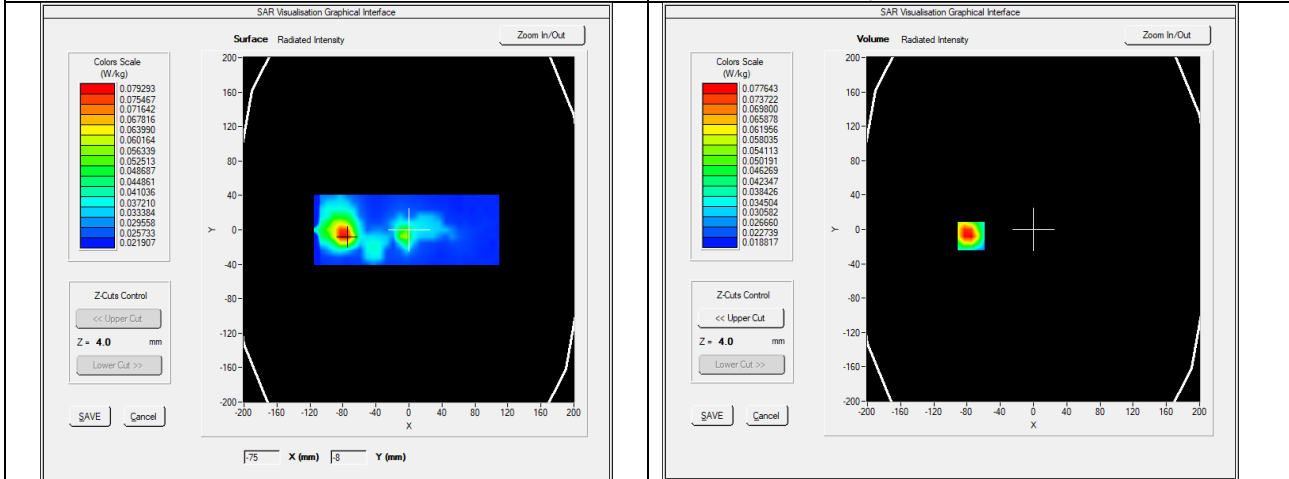 SAR Visualisation Graphical Interface
Surface Radiated Intensity
Zoom In/Out
Colors Scale
(W/kg)
0.079293
0.075467
0.071642
0.067816
0.063990
0.060164
0.056339
0.052513
0.048687
0.044861
0.041036
0.037210
0.033384
0.029558
0.025733
0.021907
Z-Cuts Control
<< Upper Cut
Z = 4.0 mm
Lower Cut >>
SAVE Cancel
200
160
120
80
40
0
-40
-80
-120
-160
-200
Y
-200 -160 -120 -80 -40 0 40 80 120 160 200
X
-75 X (mm) -8 Y (mm)
SAR Visualisation Graphical Interface
Volume Radiated Intensity
Zoom In/Out
Colors Scale
(W/kg)
0.077643
0.073722
0.069800
0.065878
0.061956
0.058035
0.054113
0.050191
0.046269
0.042347
0.038426
0.034504
0.030582
0.026660
0.022739
0.018817
Z-Cuts Control
<< Upper Cut
Z = 4.0 mm
Lower Cut >>
SAVE Cancel
200
160
120
80
40
0
-40
-80
-120
-160
-200
Y
-200 -160 -120 -80 -40 0 40 80 120 160 200
X